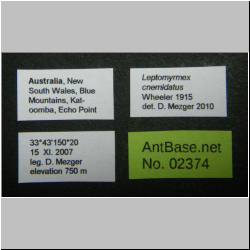 Australia, New
South Wales, Blue
Mountains, Kat-
oomba, Echo Point
Leptomyrmex
cnemidatus
Wheeler 1915
det. D. Mezger 2010
33°43'150°20
15 XI. 2007
leg. D. Mezger
elevation 750 m
AntBase.net
No. 02374